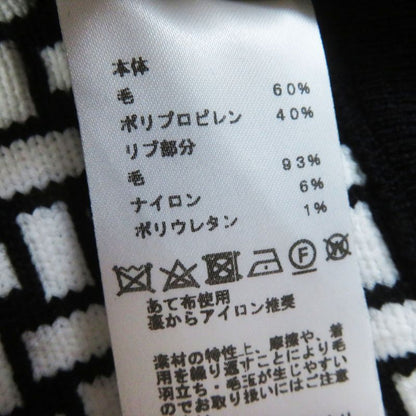 本体
毛 60%
ポリプロピレン 40%
リブ部分
毛 93%
ナイロン 6%
ポリウレタン 1%
F W
あて布使用
裏からアイロン推奨
素材の特性上、摩擦や、着
用を繰り返すことにより毛
羽立ち・毛玉が生じやすい
のでお取り扱いにはご注意